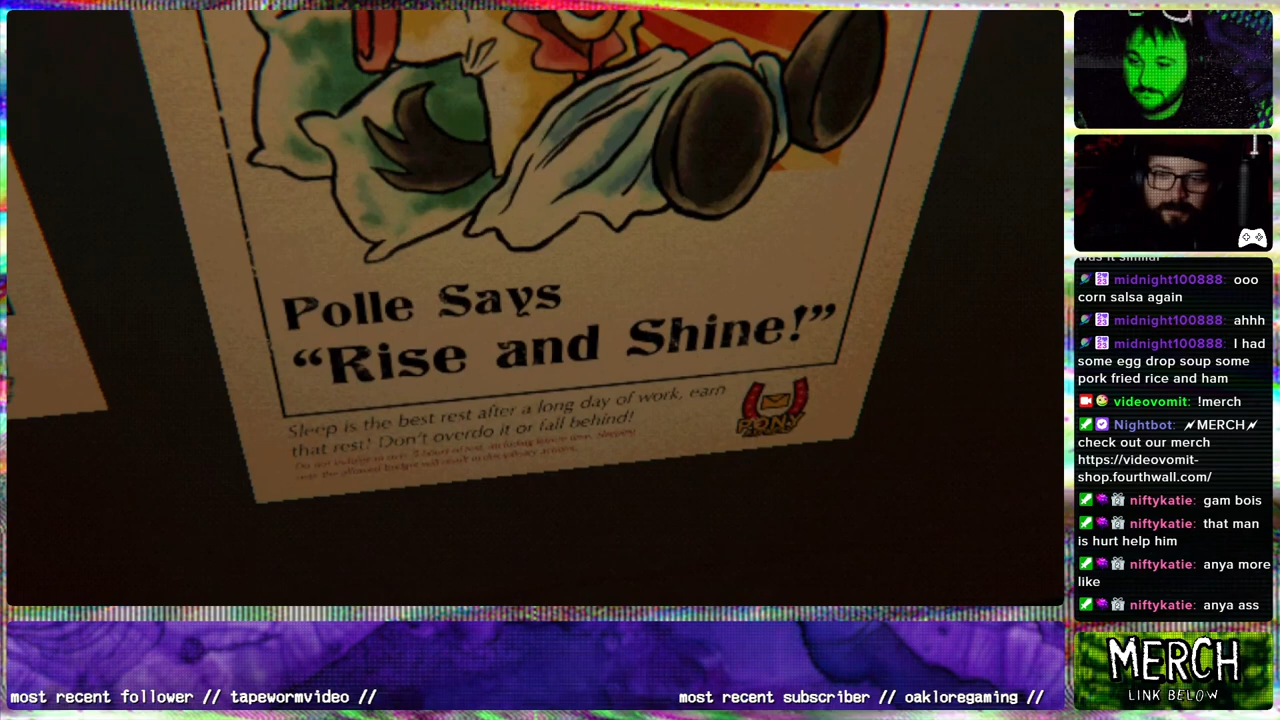 Polle Says
“Rise and Shine!”
Sleep is the best rest after a long day of work, earn
that rest! Don't overdo it or fall behind!
PONY
was it similar
midnight100888: ooo
corn salsa again
midnight100888: ahhh
midnight100888: I had
some egg drop soup some
pork fried rice and ham
videovomit: !merch
Nightbot: MERCH
check out our merch
https://videovomit-
shop.fourthwall.com/
niftykatie: gam bois
niftykatie: that man
is hurt help him
niftykatie: anya more
like
niftykatie: anya ass
MERCH
LINK BELOW
most recent follower // tapewormvideo //
most recent subscriber // oakloregaming //